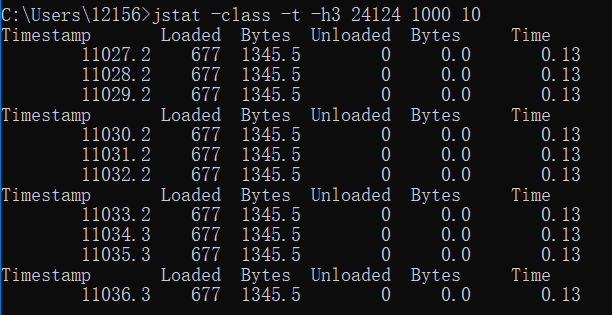 C:\Users\12156>jstat -class -t -h3 24124 1000 10
Timestamp       Loaded  Bytes  Unloaded  Bytes     Time
        11027.2    677  1345.5        0     0.0       0.13
        11028.2    677  1345.5        0     0.0       0.13
        11029.2    677  1345.5        0     0.0       0.13
Timestamp       Loaded  Bytes  Unloaded  Bytes     Time
        11030.2    677  1345.5        0     0.0       0.13
        11031.2    677  1345.5        0     0.0       0.13
        11032.2    677  1345.5        0     0.0       0.13
Timestamp       Loaded  Bytes  Unloaded  Bytes     Time
        11033.2    677  1345.5        0     0.0       0.13
        11034.3    677  1345.5        0     0.0       0.13
        11035.3    677  1345.5        0     0.0       0.13
Timestamp       Loaded  Bytes  Unloaded  Bytes     Time
        11036.3    677  1345.5        0     0.0       0.13